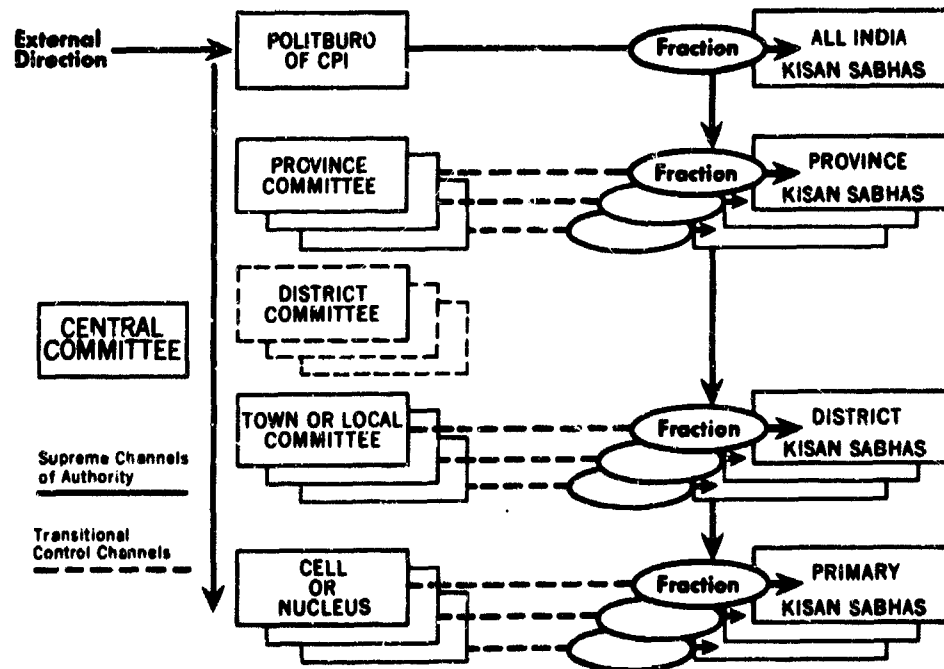 External
Direction
POLITBURO
OF CPI
Fraction
ALL INDIA
KISAN SABHAS
PROVINCE
COMMITTEE
Fraction
PROVINCE
KISAN SABHAS
DISTRICT
COMMITTEE
CENTRAL
COMMITTEE
TOWN OR LOCAL
COMMITTEE
Fraction
DISTRICT
KISAN SABHAS
Supreme Channels
of Authority
Transitional
Control Channels
CELL
OR
NUCLEUS
Fraction
PRIMARY
KISAN SABHAS